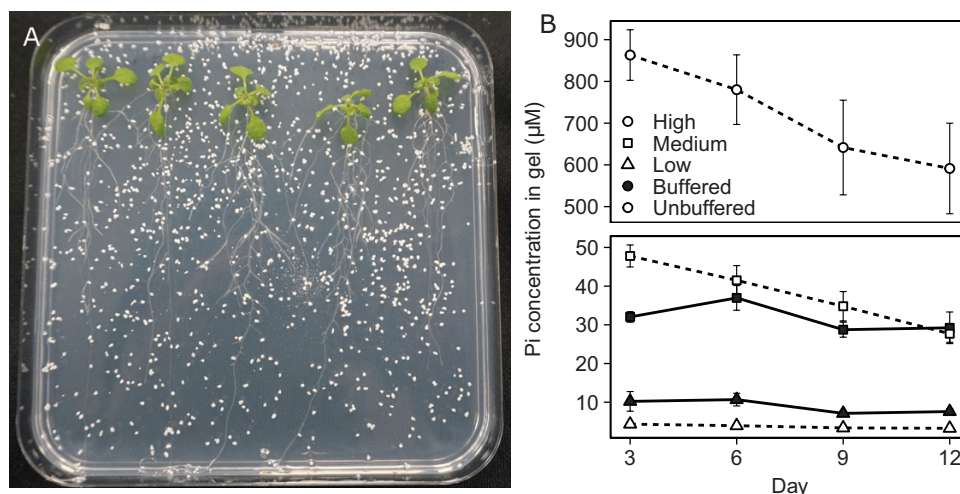 A
B
Pi concentration in gel (µM)
900
800
700
600
500
High
Medium
Low
Buffered
Unbuffered
50
40
30
20
10
3 6 9 12
Day